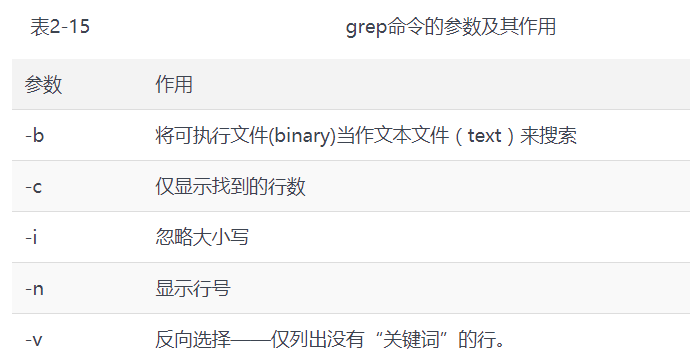 表2-15 grep命令的参数及其作用
参数 作用
-b 将可执行文件(binary)当作文本文件（text）来搜索
-c 仅显示找到的行数
-i 忽略大小写
-n 显示行号
-v 反向选择——仅列出没有“关键词”的行。